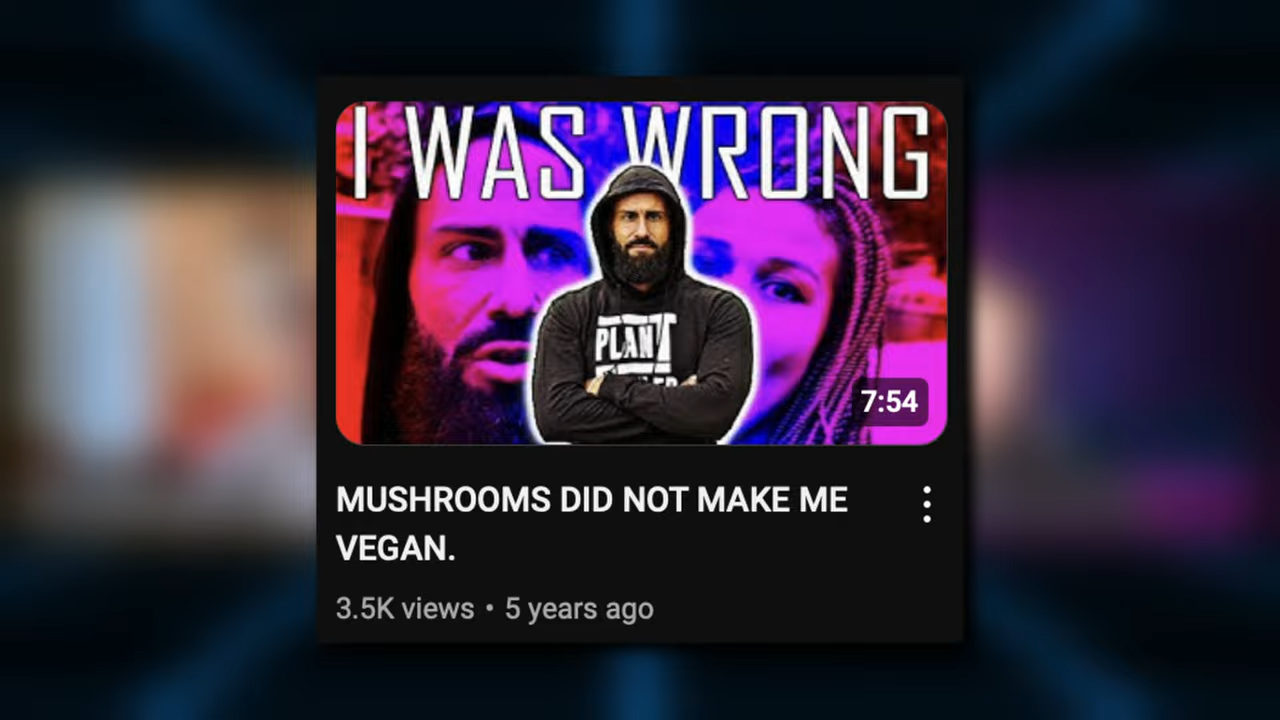 I WAS WRONG
PLANT
7:54
MUSHROOMS DID NOT MAKE ME
VEGAN.
3.5K views • 5 years ago